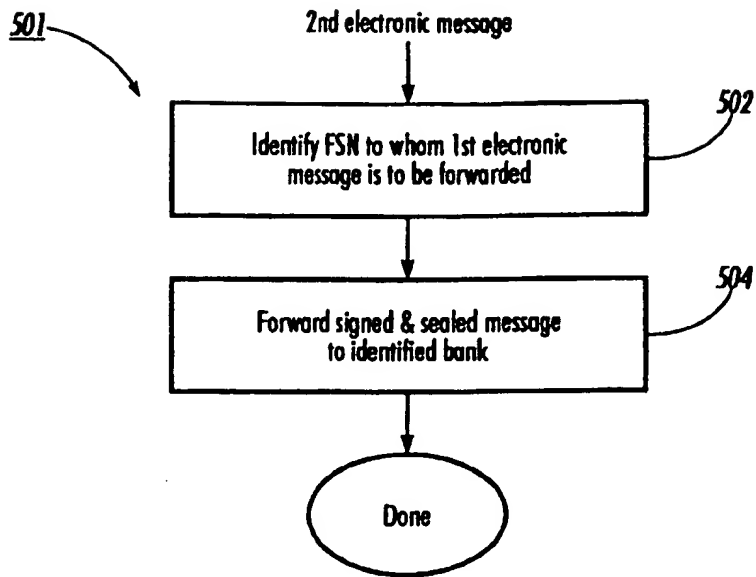 501
2nd electronic message
502
Identify FSN to whom 1st electronic
message is to be forwarded
504
Forward signed & sealed message
to identified bank
Done